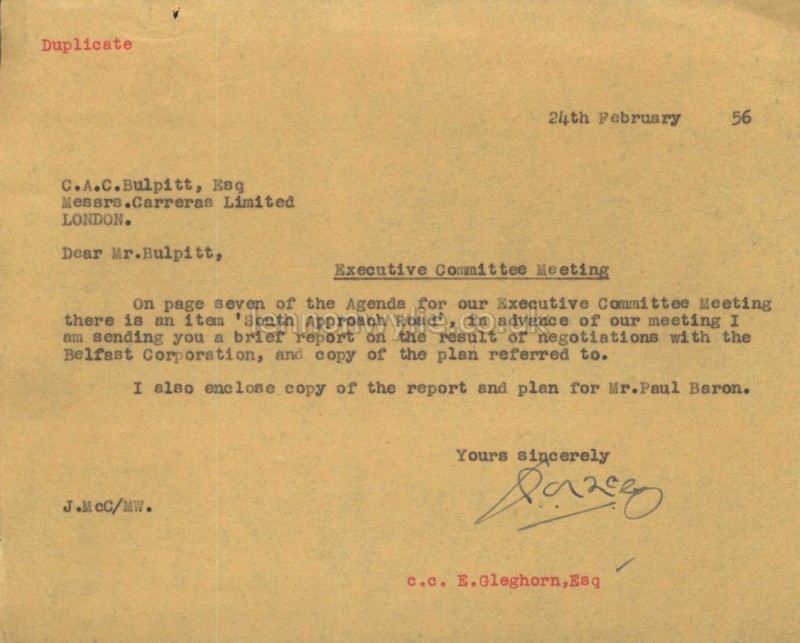 Duplicate
24th February 56
C.A.C.Bulpitt, Esq
Messrs.Carreras Limited
LONDON.
Dear Mr.Bulpitt,
Executive Committee Meeting
On page seven of the Agenda for our Executive Committee Meeting
there is an item 'South Approach Road', in advance of our meeting I
am sending you a brief report on the result of negotiations with the
Belfast Corporation, and copy of the plan referred to.
I also enclose copy of the report and plan for Mr.Paul Baron.
Yours sincerely
J.McC/MW.
c.c. E.Gleghorn,Esq